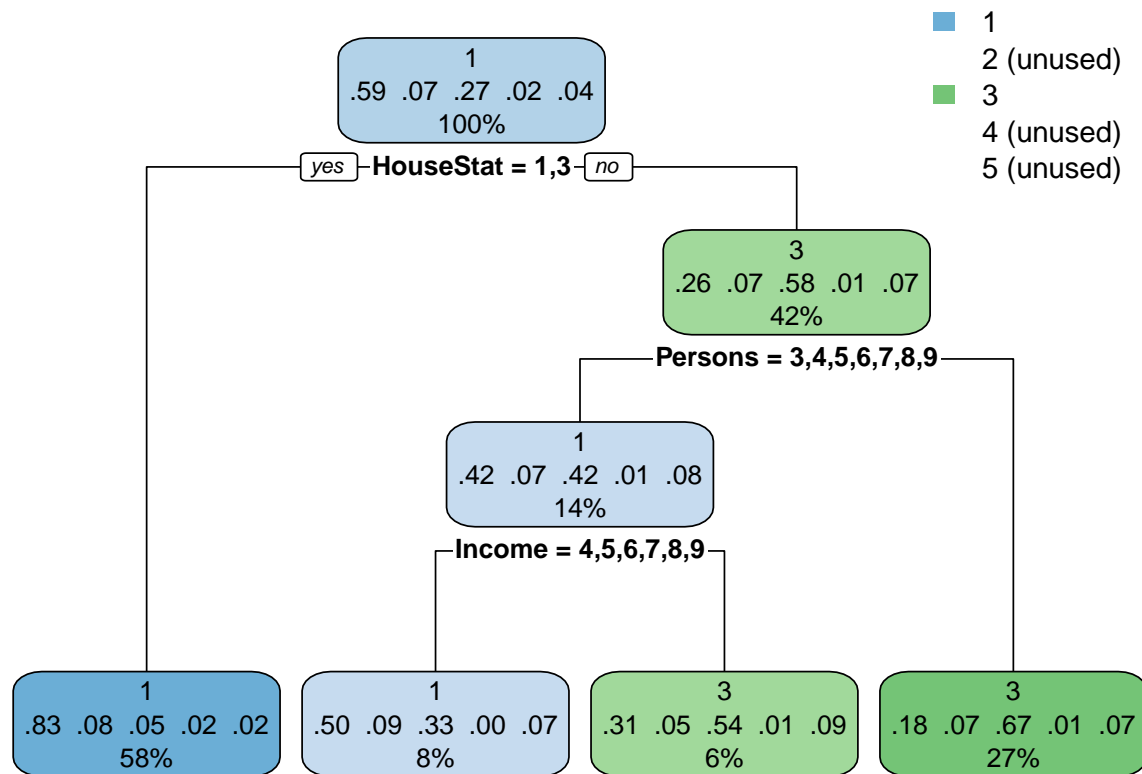 1
2 (unused)
3
4 (unused)
5 (unused)
1
.59 .07 .27 .02 .04
100%
yes HouseStat = 1,3 no
3
.26 .07 .58 .01 .07
42%
Persons = 3,4,5,6,7,8,9
1
.42 .07 .42 .01 .08
14%
Income = 4,5,6,7,8,9
1
.83 .08 .05 .02 .02
58%
1
.50 .09 .33 .00 .07
8%
3
.31 .05 .54 .01 .09
6%
3
.18 .07 .67 .01 .07
27%